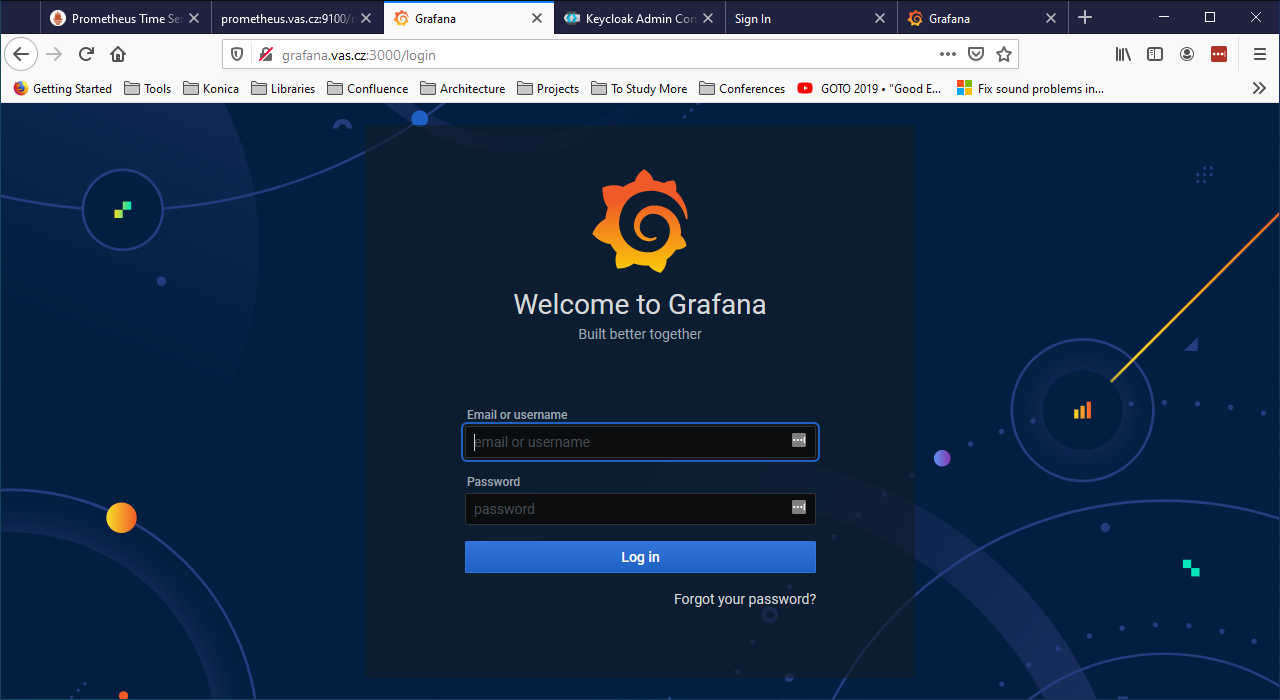 Prometheus Time Se
prometheus.vas.cz:9100/
Grafana
Keycloak Admin Con
Sign In
Grafana
grafana.vas.cz:3000/login
Getting Started
Tools
Konica
Libraries
Confluence
Architecture
Projects
To Study More
Conferences
GOTO 2019 • "Good E...
Fix sound problems in...
Welcome to Grafana
Built better together
Email or username
email or username
Password
password
Log in
Forgot your password?